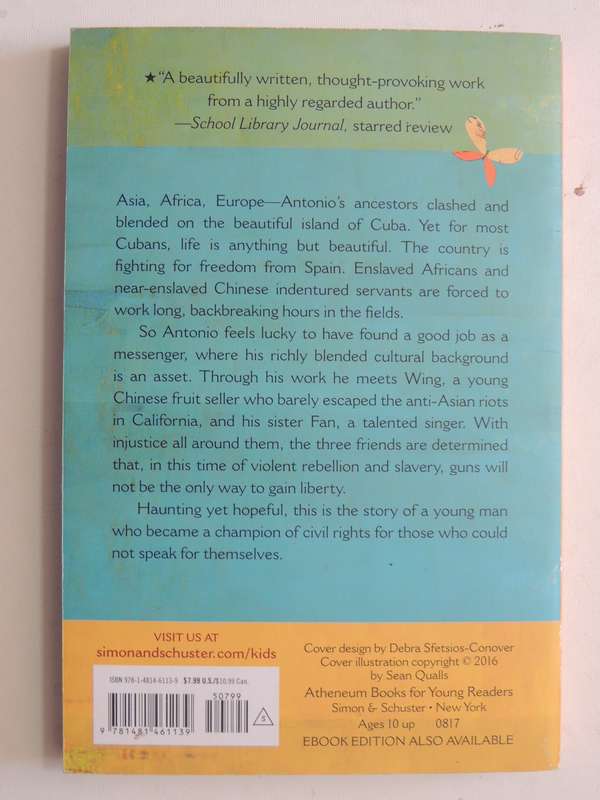 ★“A beautifully written, thought-provoking work
from a highly regarded author.”
—School Library Journal, starred review
Asia, Africa, Europe—Antonio’s ancestors clashed and
blended on the beautiful island of Cuba. Yet for most
Cubans, life is anything but beautiful. The country is
fighting for freedom from Spain. Enslaved Africans and
near-enslaved Chinese indentured servants are forced to
work long, backbreaking hours in the fields.
So Antonio feels lucky to have found a good job as a
messenger, where his richly blended cultural background
is an asset. Through his work he meets Wing, a young
Chinese fruit seller who barely escaped the anti-Asian riots
in California, and his sister Fan, a talented singer. With
injustice all around them, the three friends are determined
that, in this time of violent rebellion and slavery, guns will
not be the only way to gain liberty.
Haunting yet hopeful, this is the story of a young man
who became a champion of civil rights for those who could
not speak for themselves.
VISIT US AT
simonandschuster.com/kids
ISBN 978-1-4814-6113-9 $7.99 U.S./$10.99 Can.
50799
9 781481 461139
S
Cover design by Debra Sfetsios-Conover
Cover illustration copyright © 2016
by Sean Qualls
Atheneum Books for Young Readers
Simon & Schuster • New York
Ages 10 up 0817
EBOOK EDITION ALSO AVAILABLE